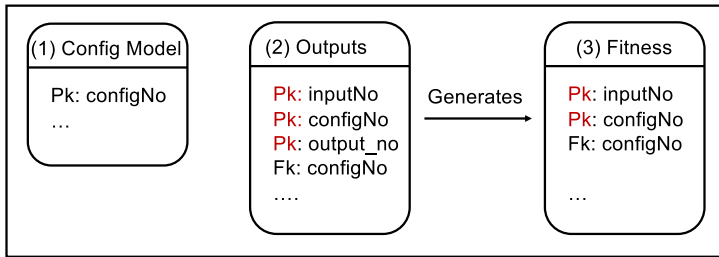 (1) Config Model
Pk: configNo
...
(2) Outputs
Pk: inputNo
Pk: configNo
Pk: output_no
Fk: configNo
....
Generates
(3) Fitness
Pk: inputNo
Pk: configNo
Fk: configNo
...